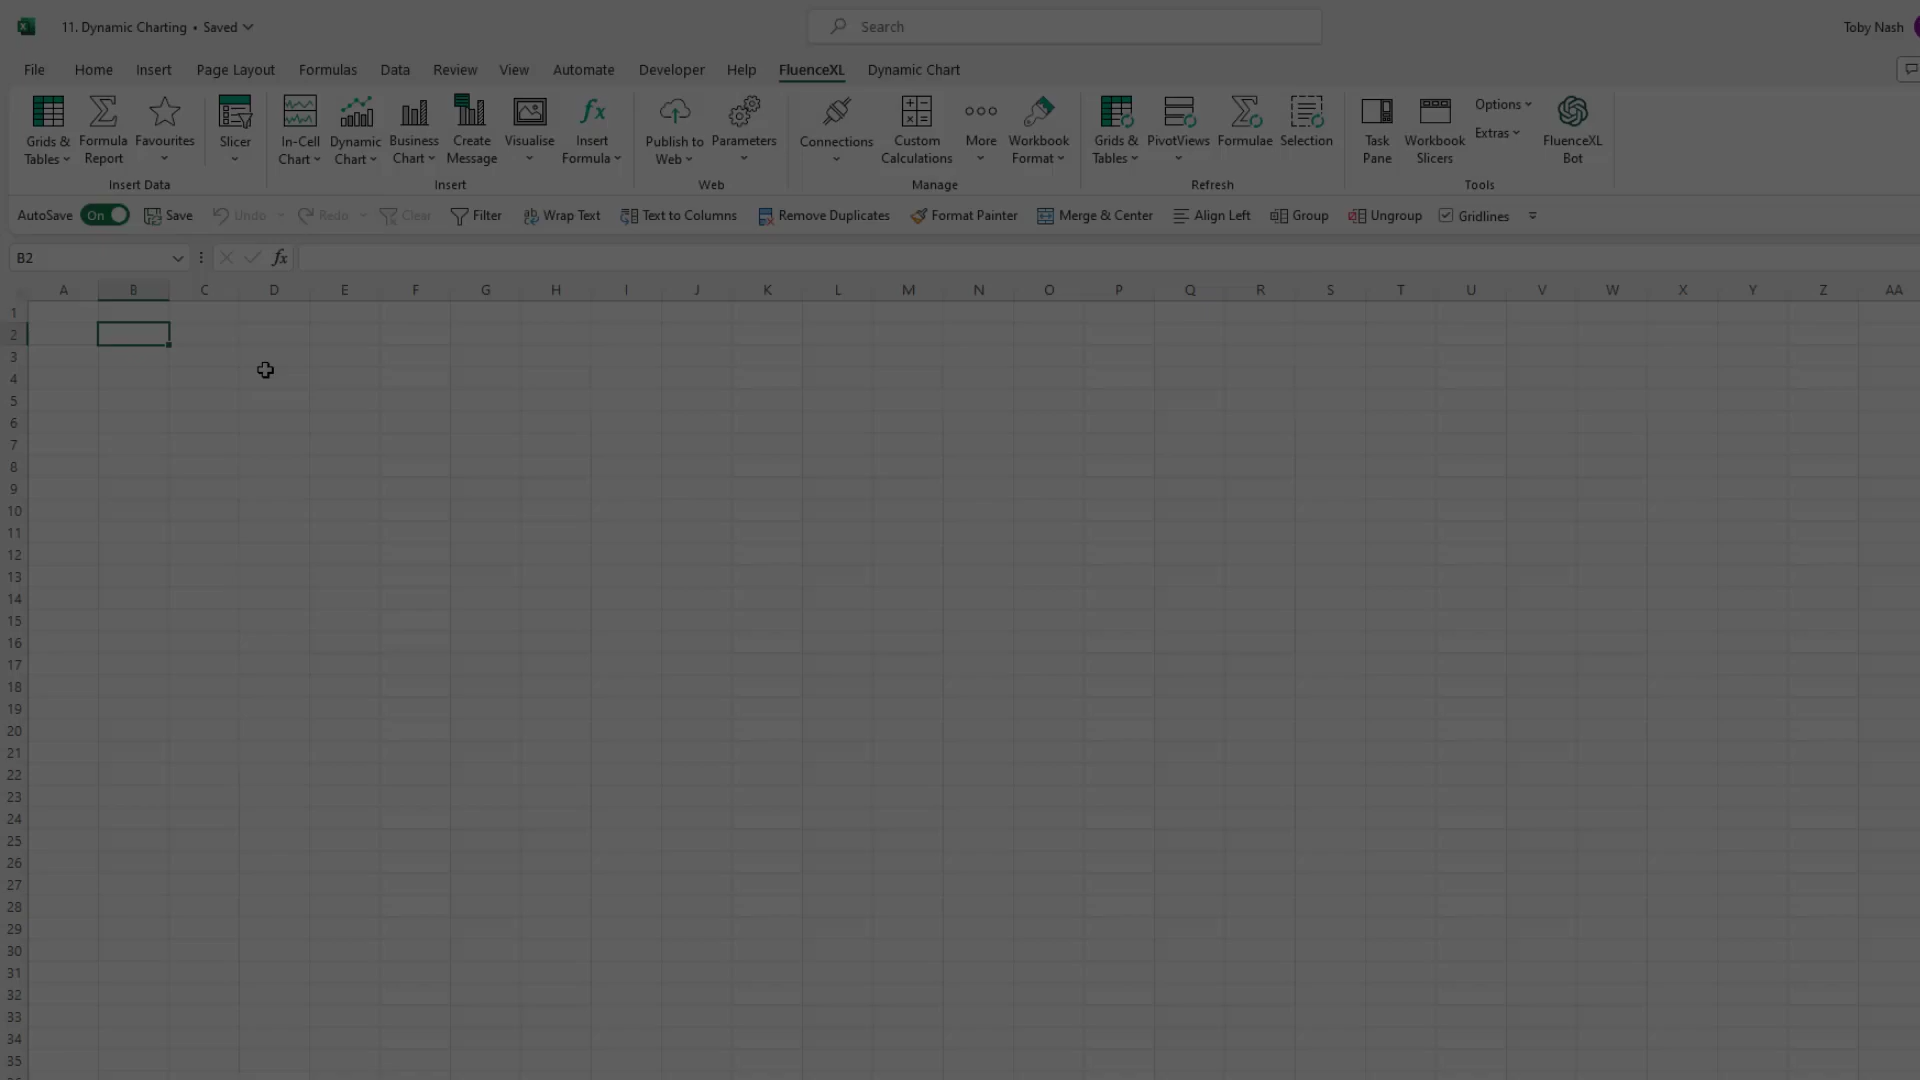 11. Dynamic Charting • Saved
Search
Toby Nash
File Home Insert Page Layout Formulas Data Review View Automate Developer Help FluenceXL Dynamic Chart
Grids & Tables
Formula Report
Favourites
Slicer
In-Cell Chart
Dynamic Chart
Business Chart
Create Message
Visualise
Insert Formula
Publish to Web
Parameters
Connections
Custom Calculations
More
Workbook Format
Grids & Tables
PivotViews
Formulae
Selection
Task Pane
Workbook Slicers
Options
Extras
FluenceXL Bot
Insert Data Insert Web Manage Refresh Tools
AutoSave On Save Undo Redo Clear Filter Wrap Text Text to Columns Remove Duplicates Format Painter Merge & Center Align Left Group Ungroup Gridlines
B2 fx
A B C D E F G H I J K L M N O P Q R S T U V W X Y Z AA
1
2
3
4
5
6
7
8
9
10
11
12
13
14
15
16
17
18
19
20
21
22
23
24
25
26
27
28
29
30
31
32
33
34
35